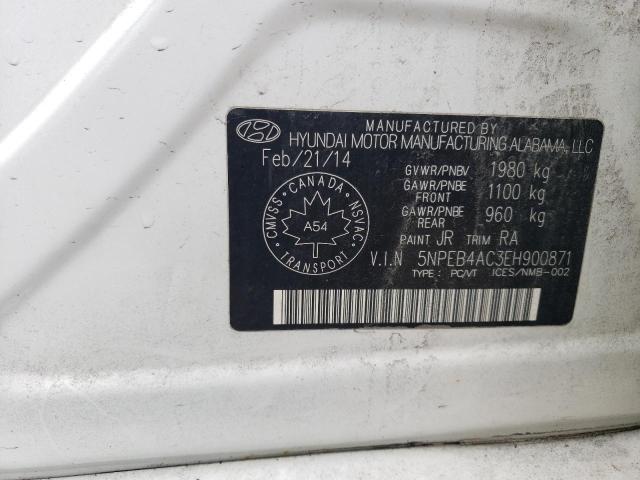 MANUFACTURED BY
HYUNDAI MOTOR MANUFACTURING ALABAMA, LLC
Feb/21/14
GVWR/PNBV 1980 kg
GAWR/PNBE FRONT 1100 kg
GAWR/PNBE REAR 960 kg
PAINT JR TRIM RA
V.I.N 5NPEB4AC3EH900871
TYPE : PC/VT ICES/NMB-002
CMVSS · CANADA · NSVAC
A54
TRANSPORT